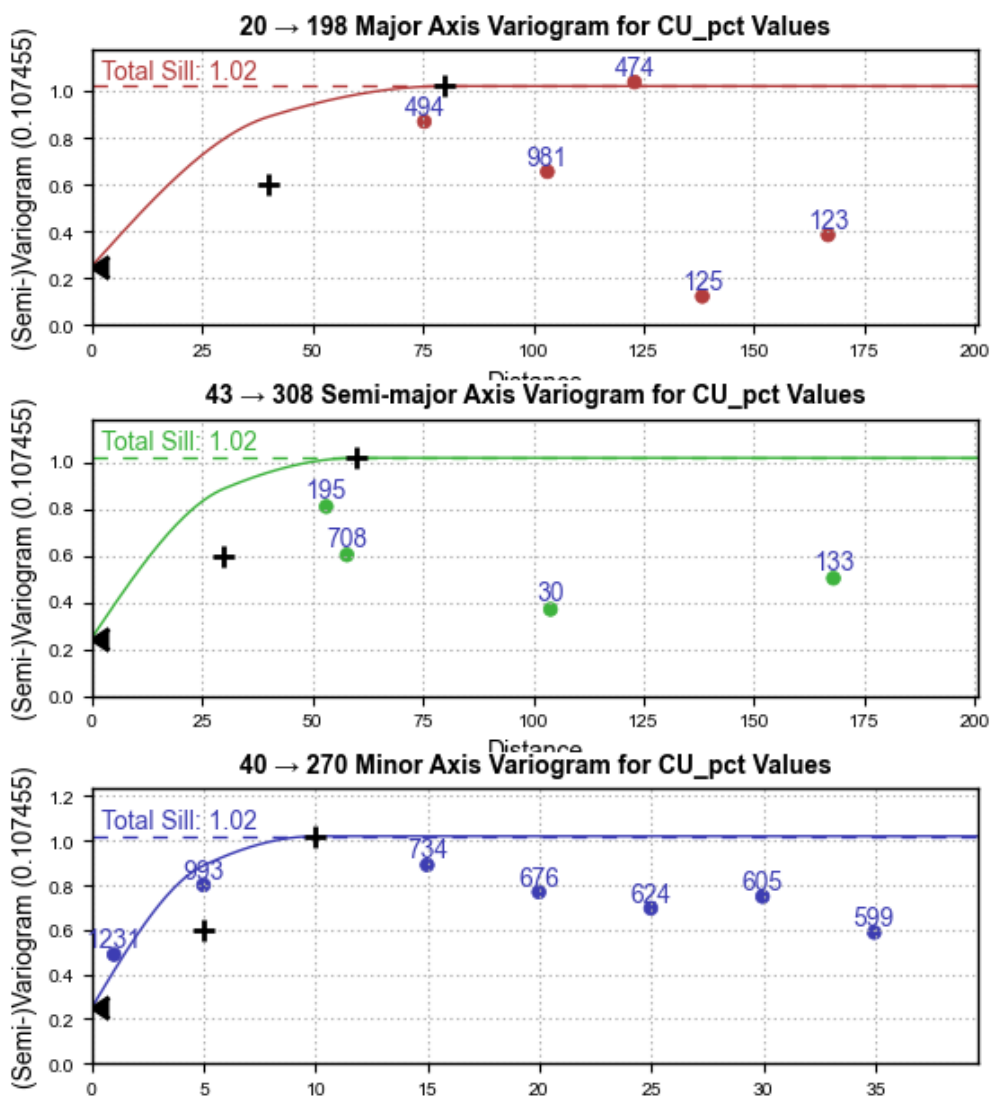 20 → 198 Major Axis Variogram for CU_pct Values
(Semi-)Variogram (0.107455)
Total Sill: 1.02
1.0
0.8
0.6
0.4
0.2
0.0
494
981
474
125
123
0 25 50 75 100 125 150 175 200
Distance
43 → 308 Semi-major Axis Variogram for CU_pct Values
(Semi-)Variogram (0.107455)
Total Sill: 1.02
1.0
0.8
0.6
0.4
0.2
0.0
195
708
30
133
0 25 50 75 100 125 150 175 200
Distance
40 → 270 Minor Axis Variogram for CU_pct Values
(Semi-)Variogram (0.107455)
Total Sill: 1.02
1.2
1.0
0.8
0.6
0.4
0.2
0.0
1231
993
734
676
624
605
599
0 5 10 15 20 25 30 35